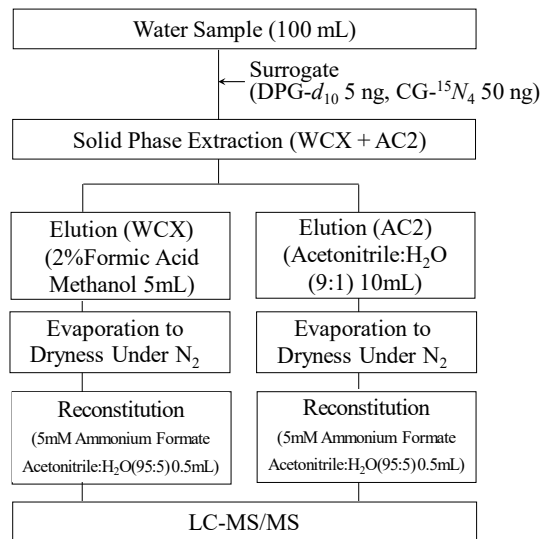 Water Sample (100 mL)
Surrogate
(DPG-d₁₀ 5 ng, CG-¹⁵N₄ 50 ng)
Solid Phase Extraction (WCX + AC2)
Elution (WCX)
(2%Formic Acid
Methanol 5mL)
Elution (AC2)
(Acetonitrile:H₂O
(9:1) 10mL)
Evaporation to
Dryness Under N₂
Evaporation to
Dryness Under N₂
Reconstitution
(5mM Ammonium Formate
Acetonitrile:H₂O(95:5)0.5mL)
Reconstitution
(5mM Ammonium Formate
Acetonitrile:H₂O(95:5)0.5mL)
LC-MS/MS